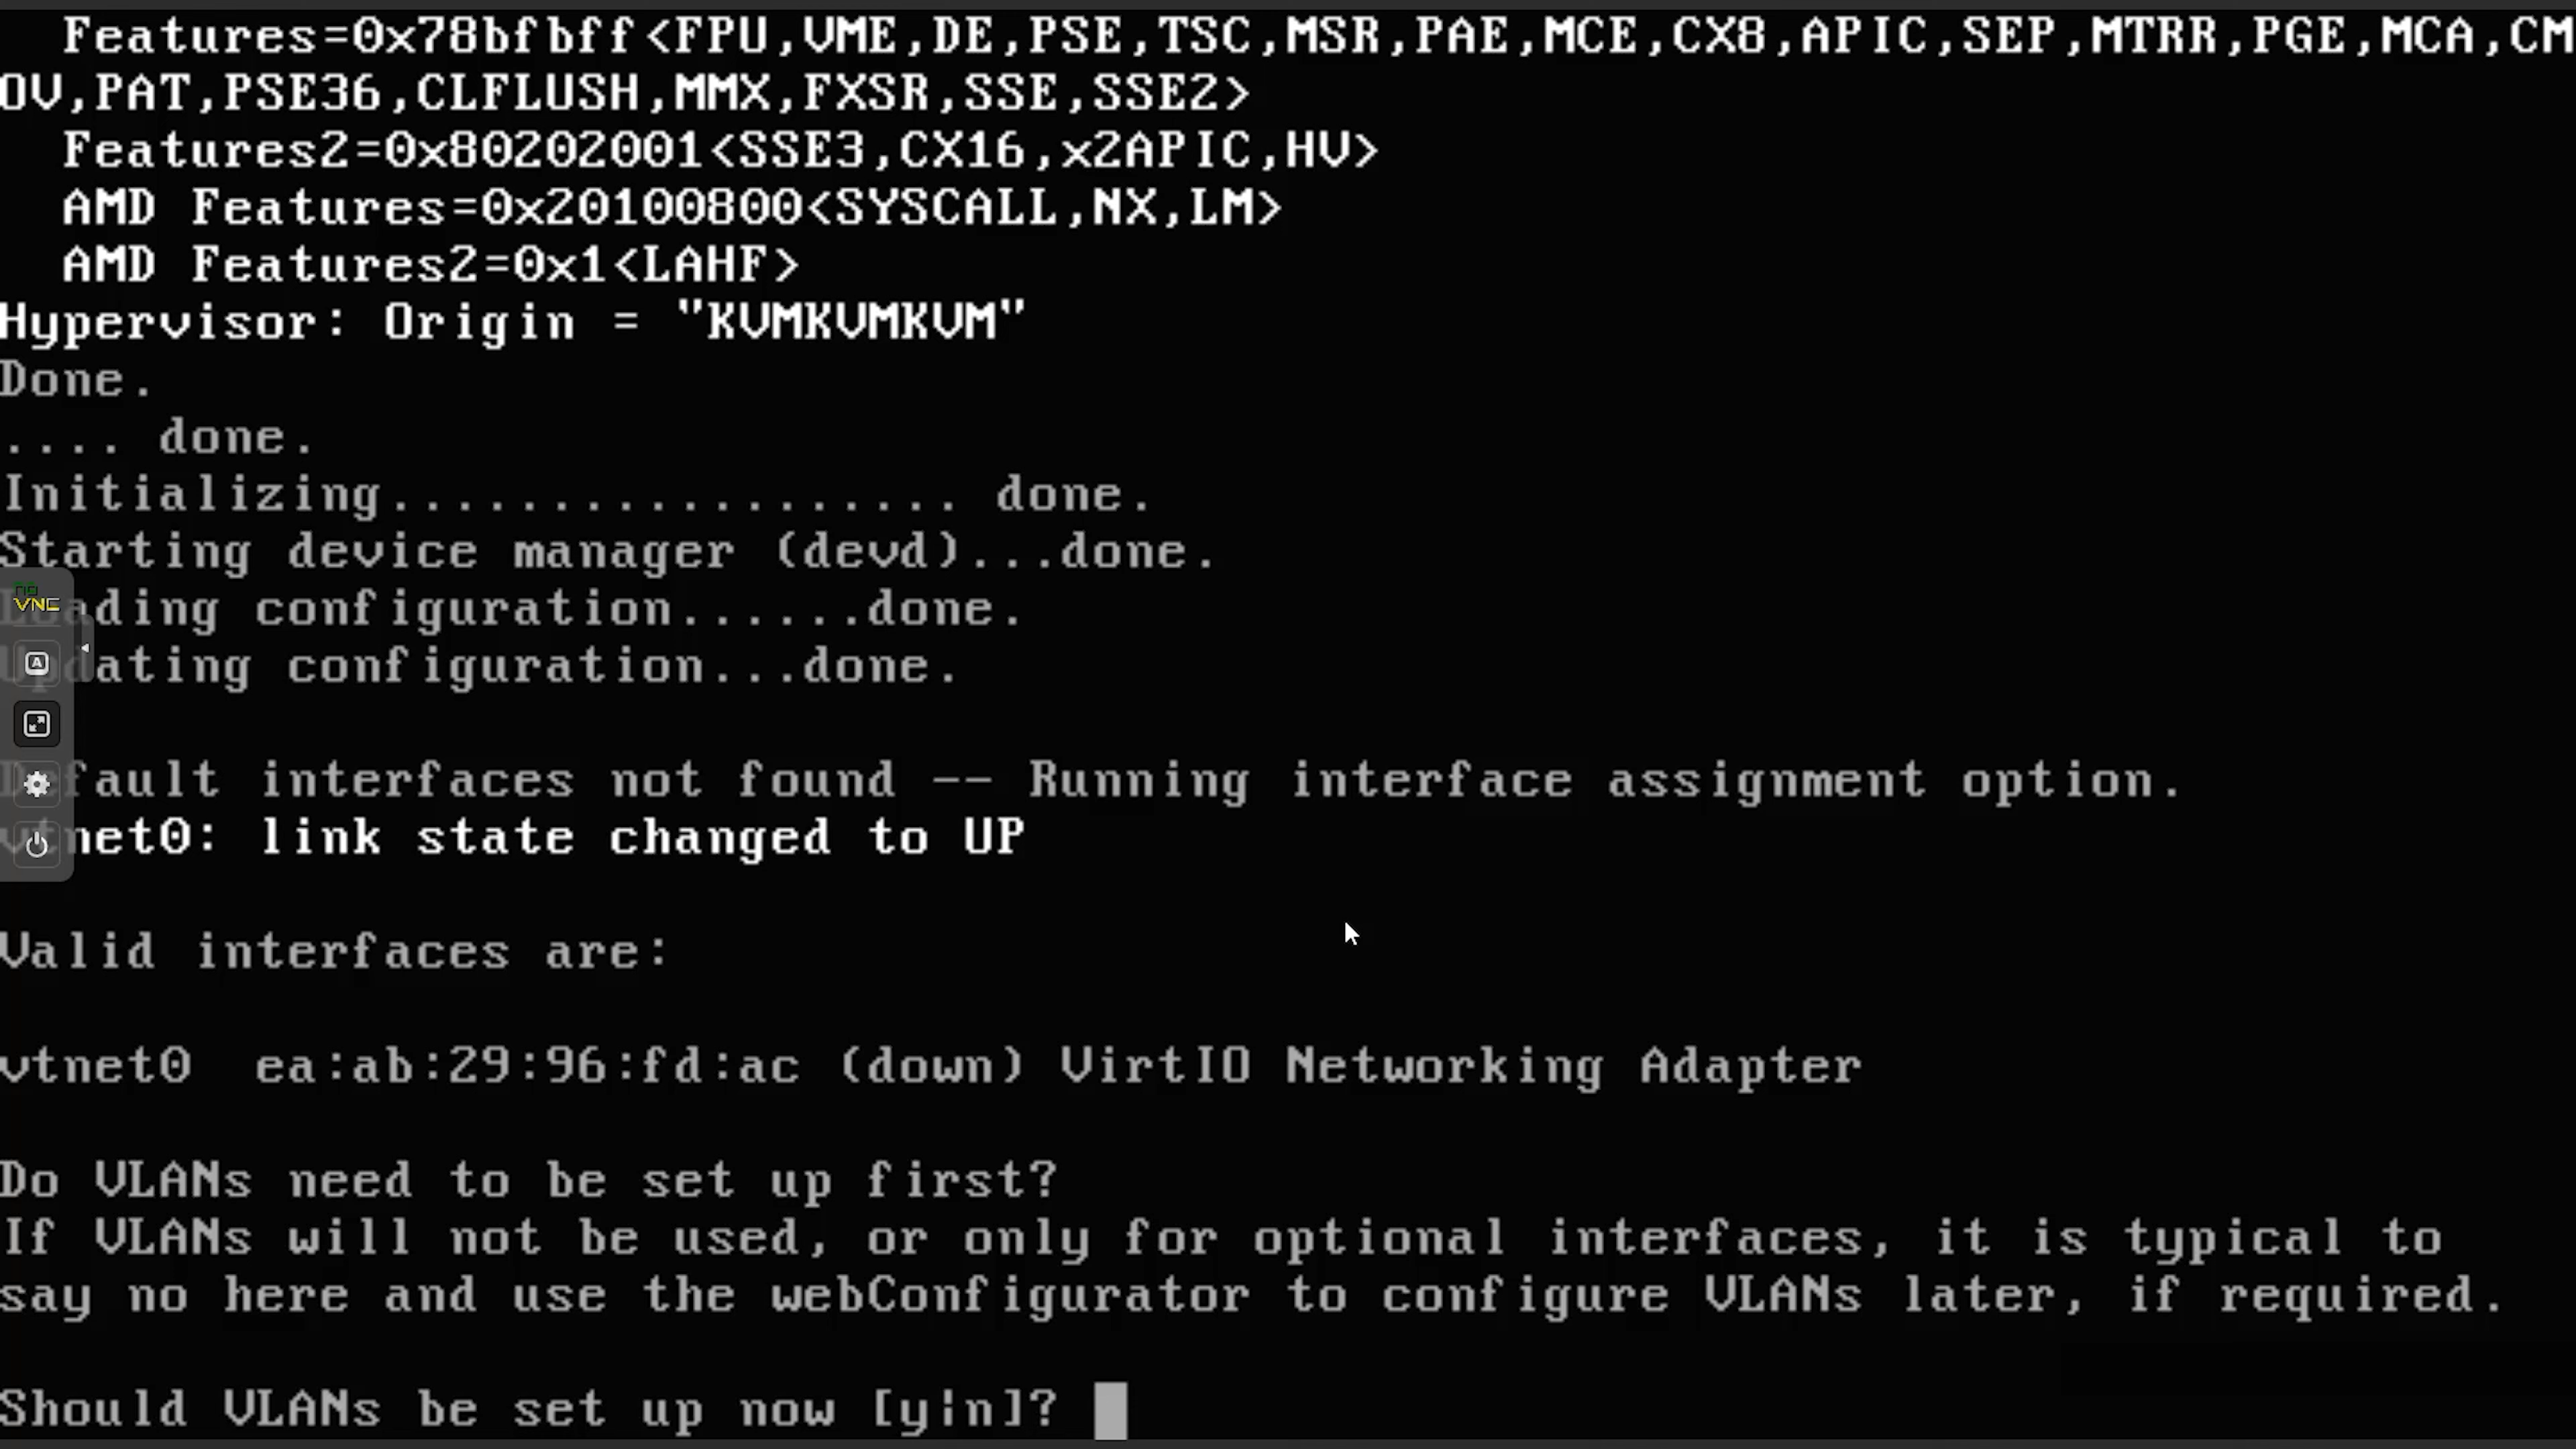 Features=0x78bfbff<FPU,VME,DE,PSE,TSC,MSR,PAE,MCE,CX8,APIC,SEP,MTRR,PGE,MCA,CM
OV,PAT,PSE36,CLFLUSH,MMX,FXSR,SSE,SSE2>
Features2=0x80202001<SSE3,CX16,x2APIC,HV>
AMD Features=0x20100800<SYSCALL,NX,LM>
AMD Features2=0x1<LAHF>
Hypervisor: Origin = "KVMKVMKVM"
Done.
.... done.
Initializing.................. done.
Starting device manager (devd)...done.
no
VNC
Loading configuration......done.
A
Updating configuration...done.
Default interfaces not found -- Running interface assignment option.
vtnet0: link state changed to UP
Valid interfaces are:
vtnet0 ea:ab:29:96:fd:ac (down) VirtIO Networking Adapter
Do VLANs need to be set up first?
If VLANs will not be used, or only for optional interfaces, it is typical to
say no here and use the webConfigurator to configure VLANs later, if required.
Should VLANs be set up now [y|n]?